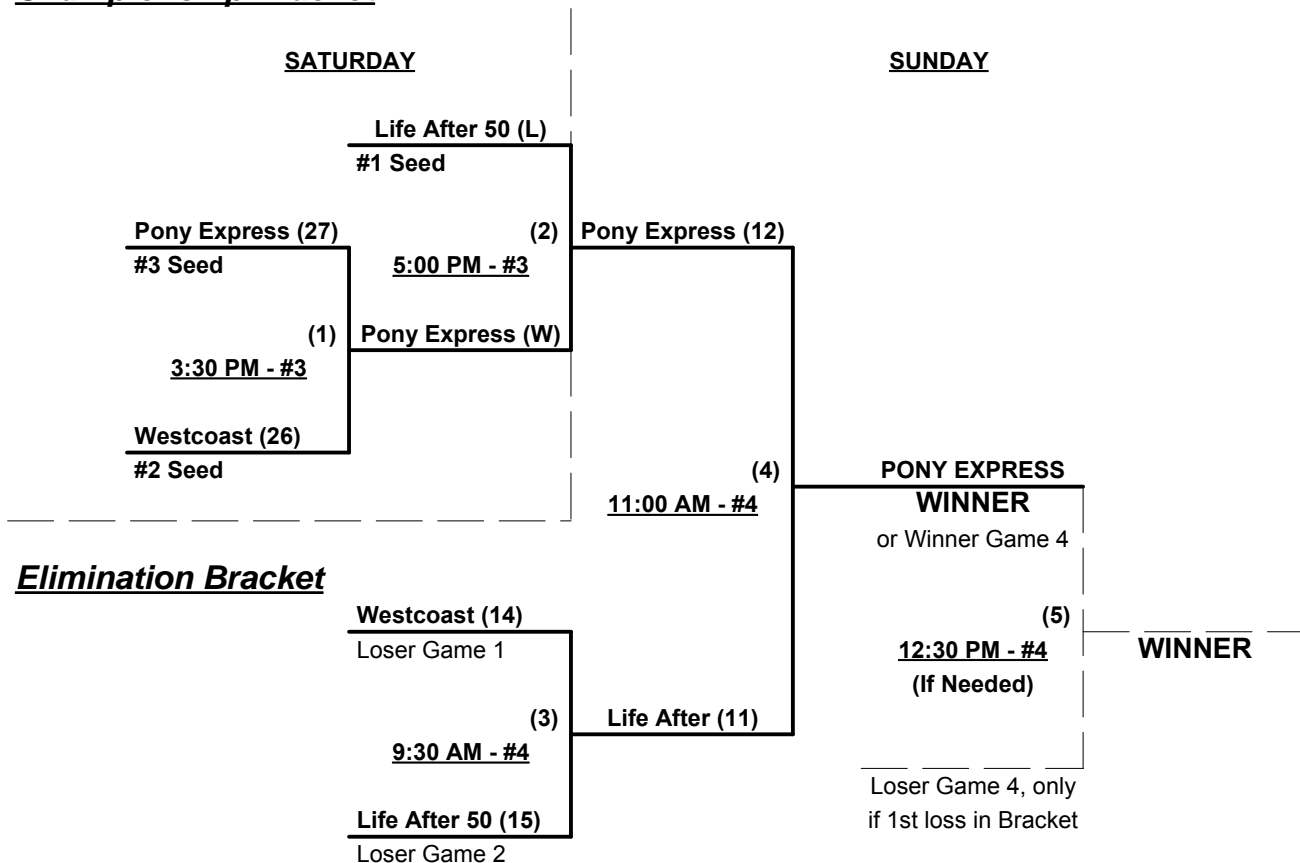 SATURDAY
SUNDAY
Life After 50 (L)
#1 Seed
Pony Express (27)
(2)
Pony Express (12)
#3 Seed
5:00 PM - #3
(1)
Pony Express (W)
3:30 PM - #3
Westcoast (26)
#2 Seed
(4)
PONY EXPRESS
11:00 AM - #4
WINNER
or Winner Game 4
Elimination Bracket
Westcoast (14)
Loser Game 1
(5)
12:30 PM - #4
WINNER
(If Needed)
(3)
Life After (11)
9:30 AM - #4
Loser Game 4, only
if 1st loss in Bracket
Life After 50 (15)
Loser Game 2